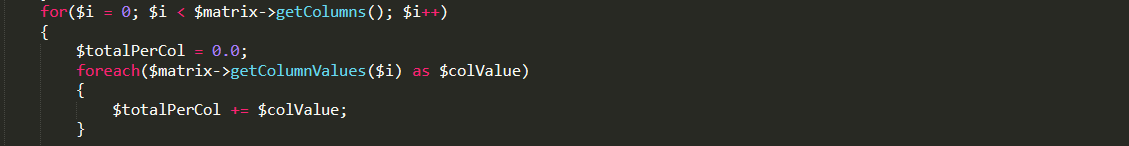 for($i = 0; $i < $matrix->getColumns(); $i++)
{
$totalPerCol = 0.0;
foreach($matrix->getColumnValues($i) as $colValue)
{
$totalPerCol += $colValue;
}